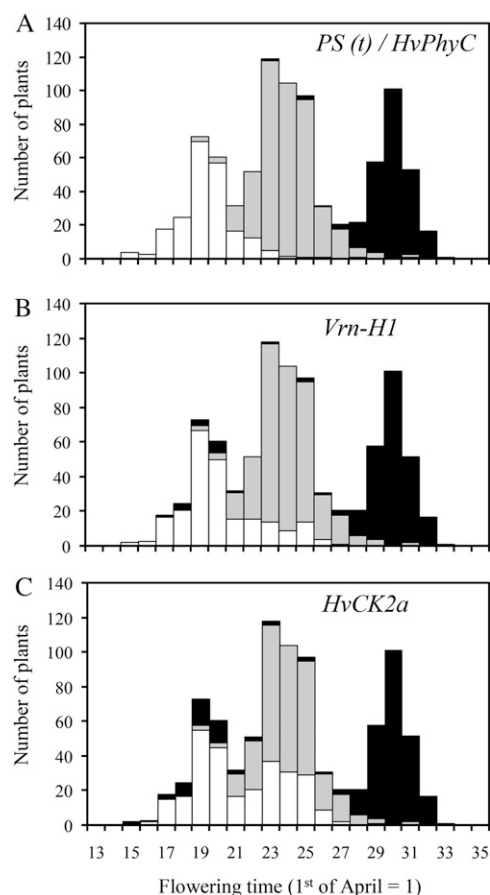 A
PS (t) / HvPhyC
Number of plants
140
120
100
80
60
40
20
0
B
Vrn-H1
Number of plants
140
120
100
80
60
40
20
0
C
HvCK2a
Number of plants
140
120
100
80
60
40
20
0
13 15 17 19 21 23 25 27 29 31 33 35
Flowering time (1st of April = 1)